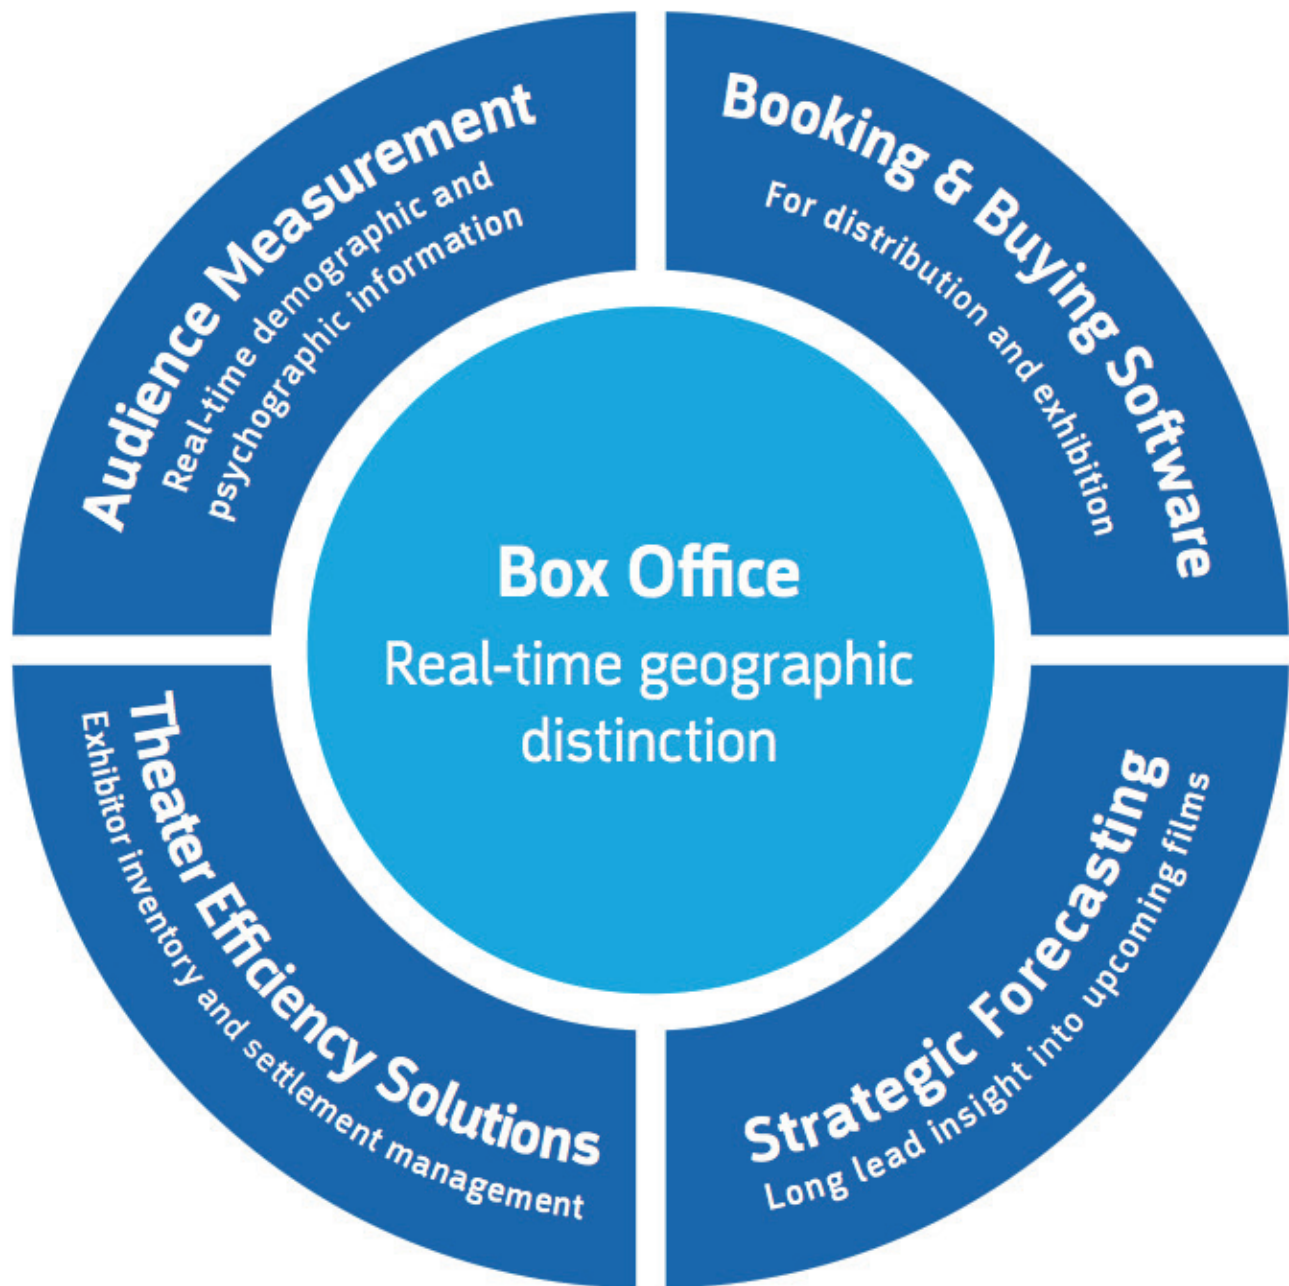 Audience Measurement
Real-time demographic and
psychographic information
Booking & Buying Software
For distribution and exhibition
Box Office
Real-time geographic
distinction
Theater Efficiency Solutions
Exhibitor inventory and settlement management
Strategic Forecasting
Long lead insight into upcoming films